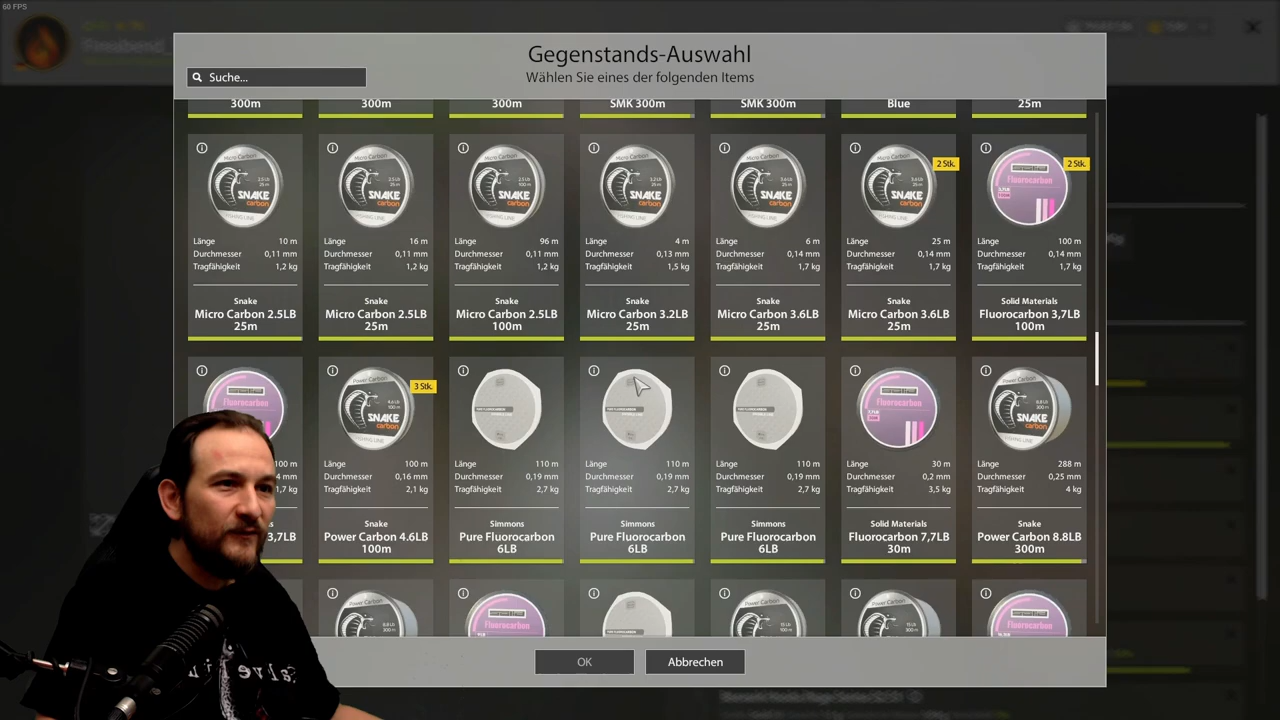 60 FPS
Gegenstands-Auswahl
Suche...
Wählen Sie eines der folgenden Items
300m
300m
300m
SMK 300m
SMK 300m
Blue
25m
2 Stk.
2 Stk.
Länge 10 m
Durchmesser 0,11 mm
Tragfähigkeit 1,2 kg
Snake
Micro Carbon 2.5LB
25m
Länge 16 m
Durchmesser 0,11 mm
Tragfähigkeit 1,2 kg
Snake
Micro Carbon 2.5LB
25m
Länge 96 m
Durchmesser 0,11 mm
Tragfähigkeit 1,2 kg
Snake
Micro Carbon 2.5LB
100m
Länge 4 m
Durchmesser 0,13 mm
Tragfähigkeit 1,5 kg
Snake
Micro Carbon 3.2LB
25m
Länge 6 m
Durchmesser 0,14 mm
Tragfähigkeit 1,7 kg
Snake
Micro Carbon 3.6LB
25m
Länge 25 m
Durchmesser 0,14 mm
Tragfähigkeit 1,7 kg
Snake
Micro Carbon 3.6LB
25m
Länge 100 m
Durchmesser 0,14 mm
Tragfähigkeit 1,7 kg
Solid Materials
Fluorocarbon 3,7LB
100m
3 Stk.
100 m
4 mm
1,7 kg
3,7LB
Länge 100 m
Durchmesser 0,16 mm
Tragfähigkeit 2,1 kg
Snake
Power Carbon 4.6LB
100m
Länge 110 m
Durchmesser 0,19 mm
Tragfähigkeit 2,7 kg
Simmons
Pure Fluorocarbon
6LB
Länge 110 m
Durchmesser 0,19 mm
Tragfähigkeit 2,7 kg
Simmons
Pure Fluorocarbon
6LB
Länge 110 m
Durchmesser 0,19 mm
Tragfähigkeit 2,7 kg
Simmons
Pure Fluorocarbon
6LB
Länge 30 m
Durchmesser 0,2 mm
Tragfähigkeit 3,5 kg
Solid Materials
Fluorocarbon 7,7LB
30m
Länge 288 m
Durchmesser 0,25 mm
Tragfähigkeit 4 kg
Snake
Power Carbon 8.8LB
300m
OK
Abbrechen